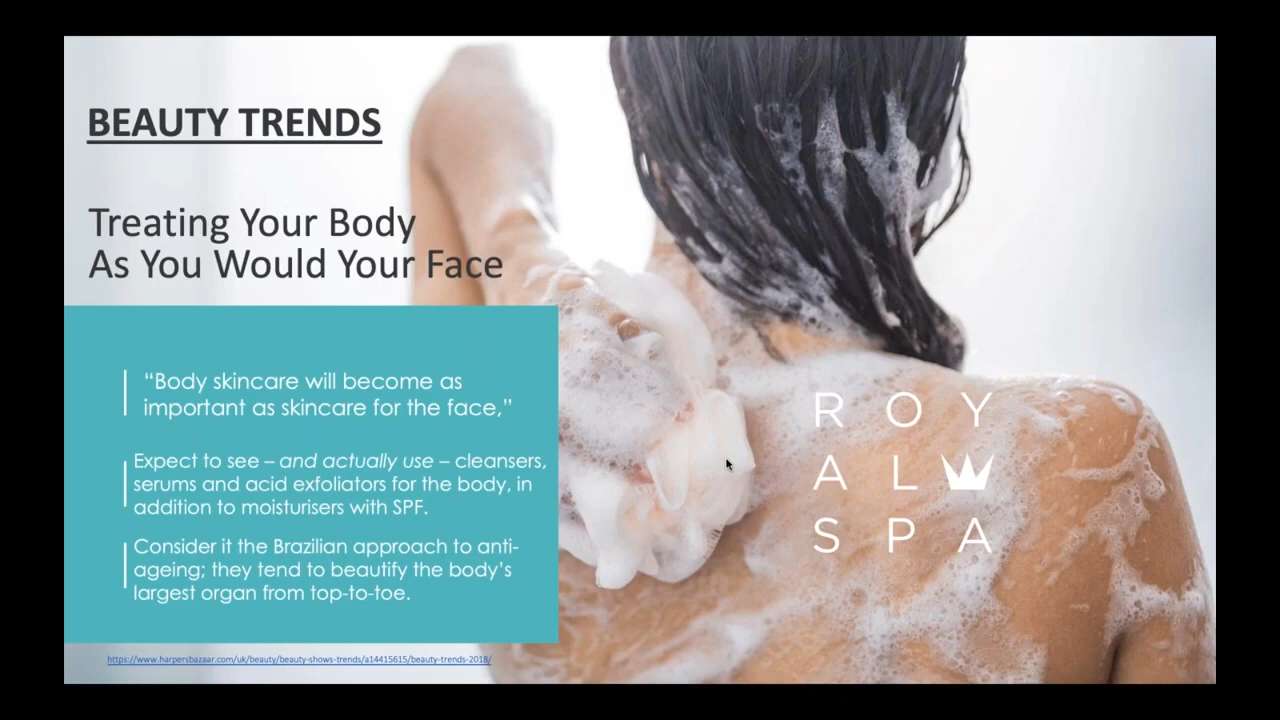 BEAUTY TRENDS
Treating Your Body
As You Would Your Face
“Body skincare will become as
important as skincare for the face,”
Expect to see – and actually use – cleansers,
serums and acid exfoliators for the body, in
addition to moisturisers with SPF.
Consider it the Brazilian approach to anti-
ageing; they tend to beautify the body’s
largest organ from top-to-toe.
https://www.harpersbazaar.com/uk/beauty/beauty-shows-trends/a14415615/beauty-trends-2018/
R O Y
A L
S P A